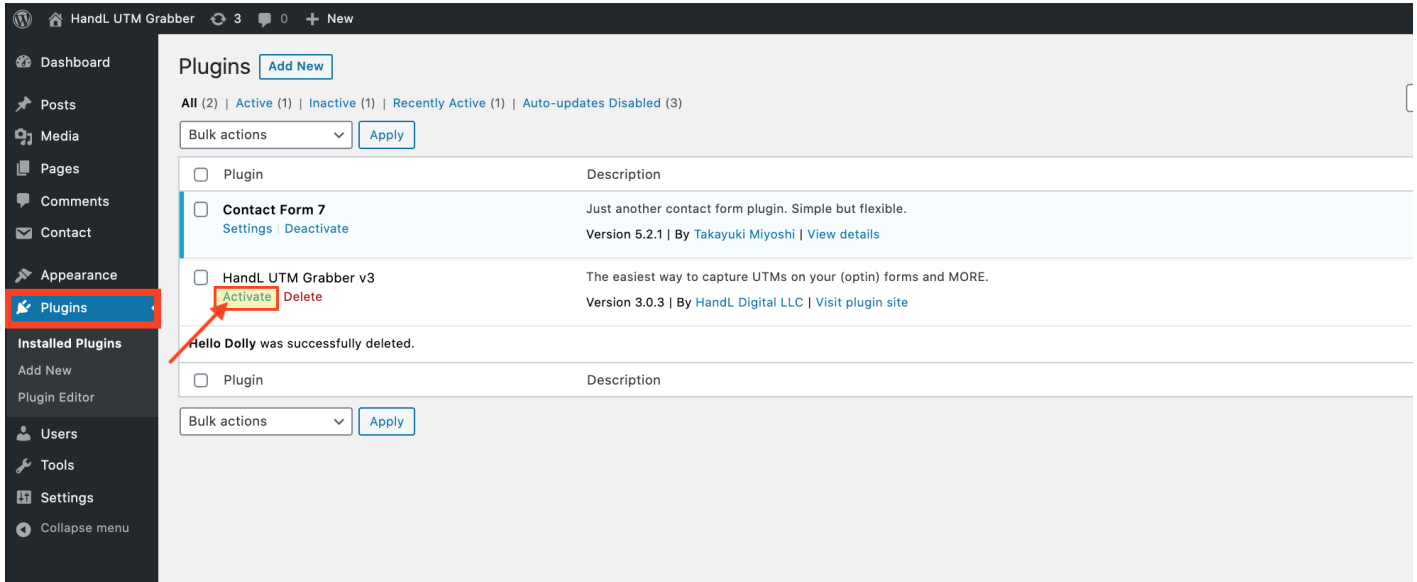 HandL UTM Grabber 3 0 New
Dashboard
Posts
Media
Pages
Comments
Contact
Appearance
Plugins
Installed Plugins
Add New
Plugin Editor
Users
Tools
Settings
Collapse menu
Plugins Add New
All (2) | Active (1) | Inactive (1) | Recently Active (1) | Auto-updates Disabled (3)
Bulk actions Apply
Plugin Description
Contact Form 7 Just another contact form plugin. Simple but flexible.
Settings | Deactivate Version 5.2.1 | By Takayuki Miyoshi | View details
HandL UTM Grabber v3 The easiest way to capture UTMs on your (optin) forms and MORE.
Activate Delete Version 3.0.3 | By HandL Digital LLC | Visit plugin site
Hello Dolly was successfully deleted.
Plugin Description
Bulk actions Apply